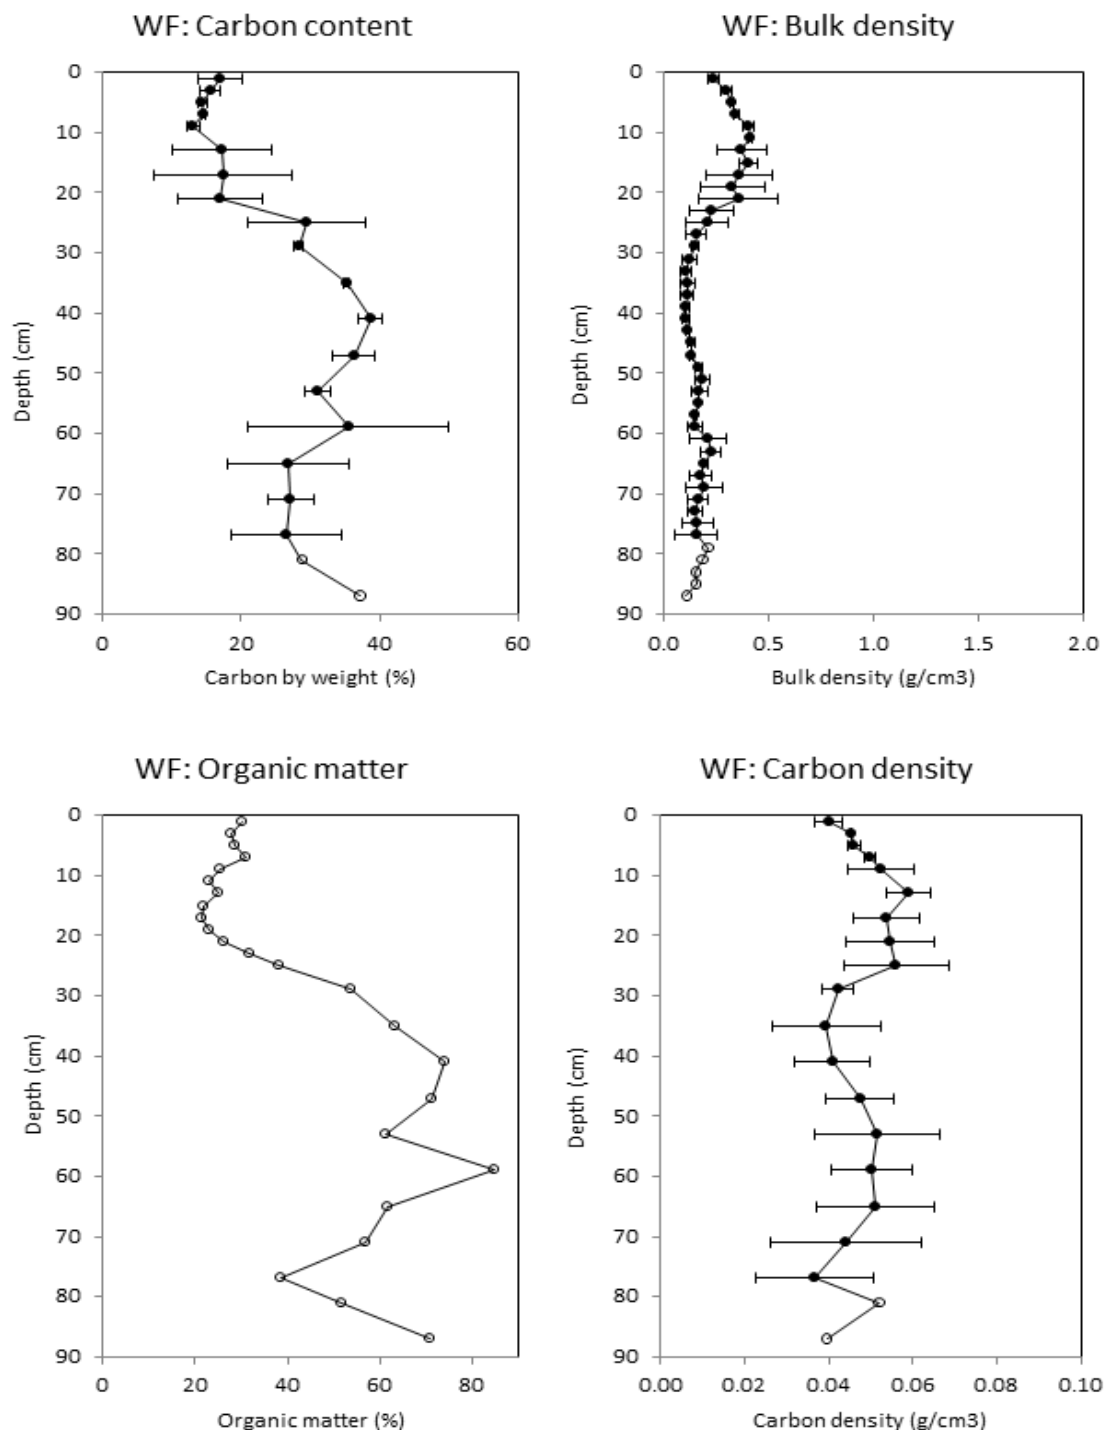 WF: Carbon content
0
10
20
30
40
50
60
70
80
90
Depth (cm)
0 20 40 60
Carbon by weight (%)
WF: Bulk density
0
10
20
30
40
50
60
70
80
90
Depth (cm)
0.0 0.5 1.0 1.5 2.0
Bulk density (g/cm3)
WF: Organic matter
0
10
20
30
40
50
60
70
80
90
Depth (cm)
0 20 40 60 80
Organic matter (%)
WF: Carbon density
0
10
20
30
40
50
60
70
80
90
Depth (cm)
0.00 0.02 0.04 0.06 0.08 0.10
Carbon density (g/cm3)